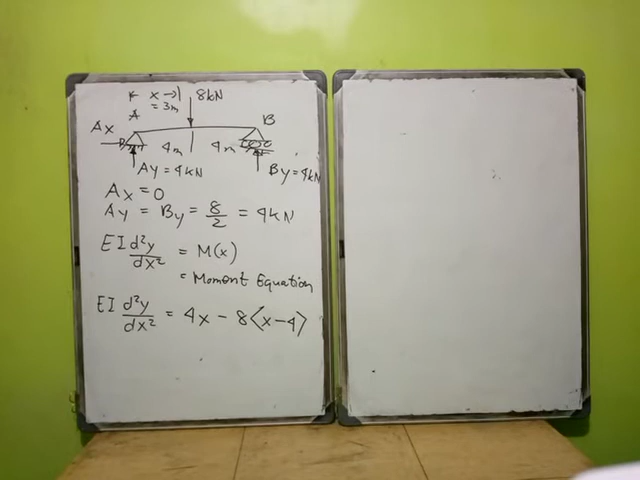 |← x →| 8kN
= 3m
A B
Ax
4m 4m
Ay = 4kN By = 4kN
Ax = 0
Ay = By = 8/2 = 4kN
EI d²y/dx² = M(x)
= Moment Equation
EI d²y/dx² = 4x - 8⟨x-4⟩